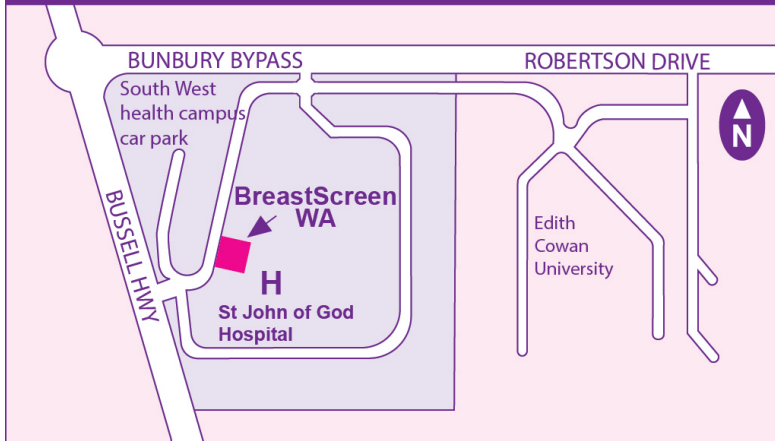 BUNBURY BYPASS
ROBERTSON DRIVE
South West
health campus
car park
N
BreastScreen
WA
BUSSELL HWY
Edith
Cowan
University
H
St John of God
Hospital